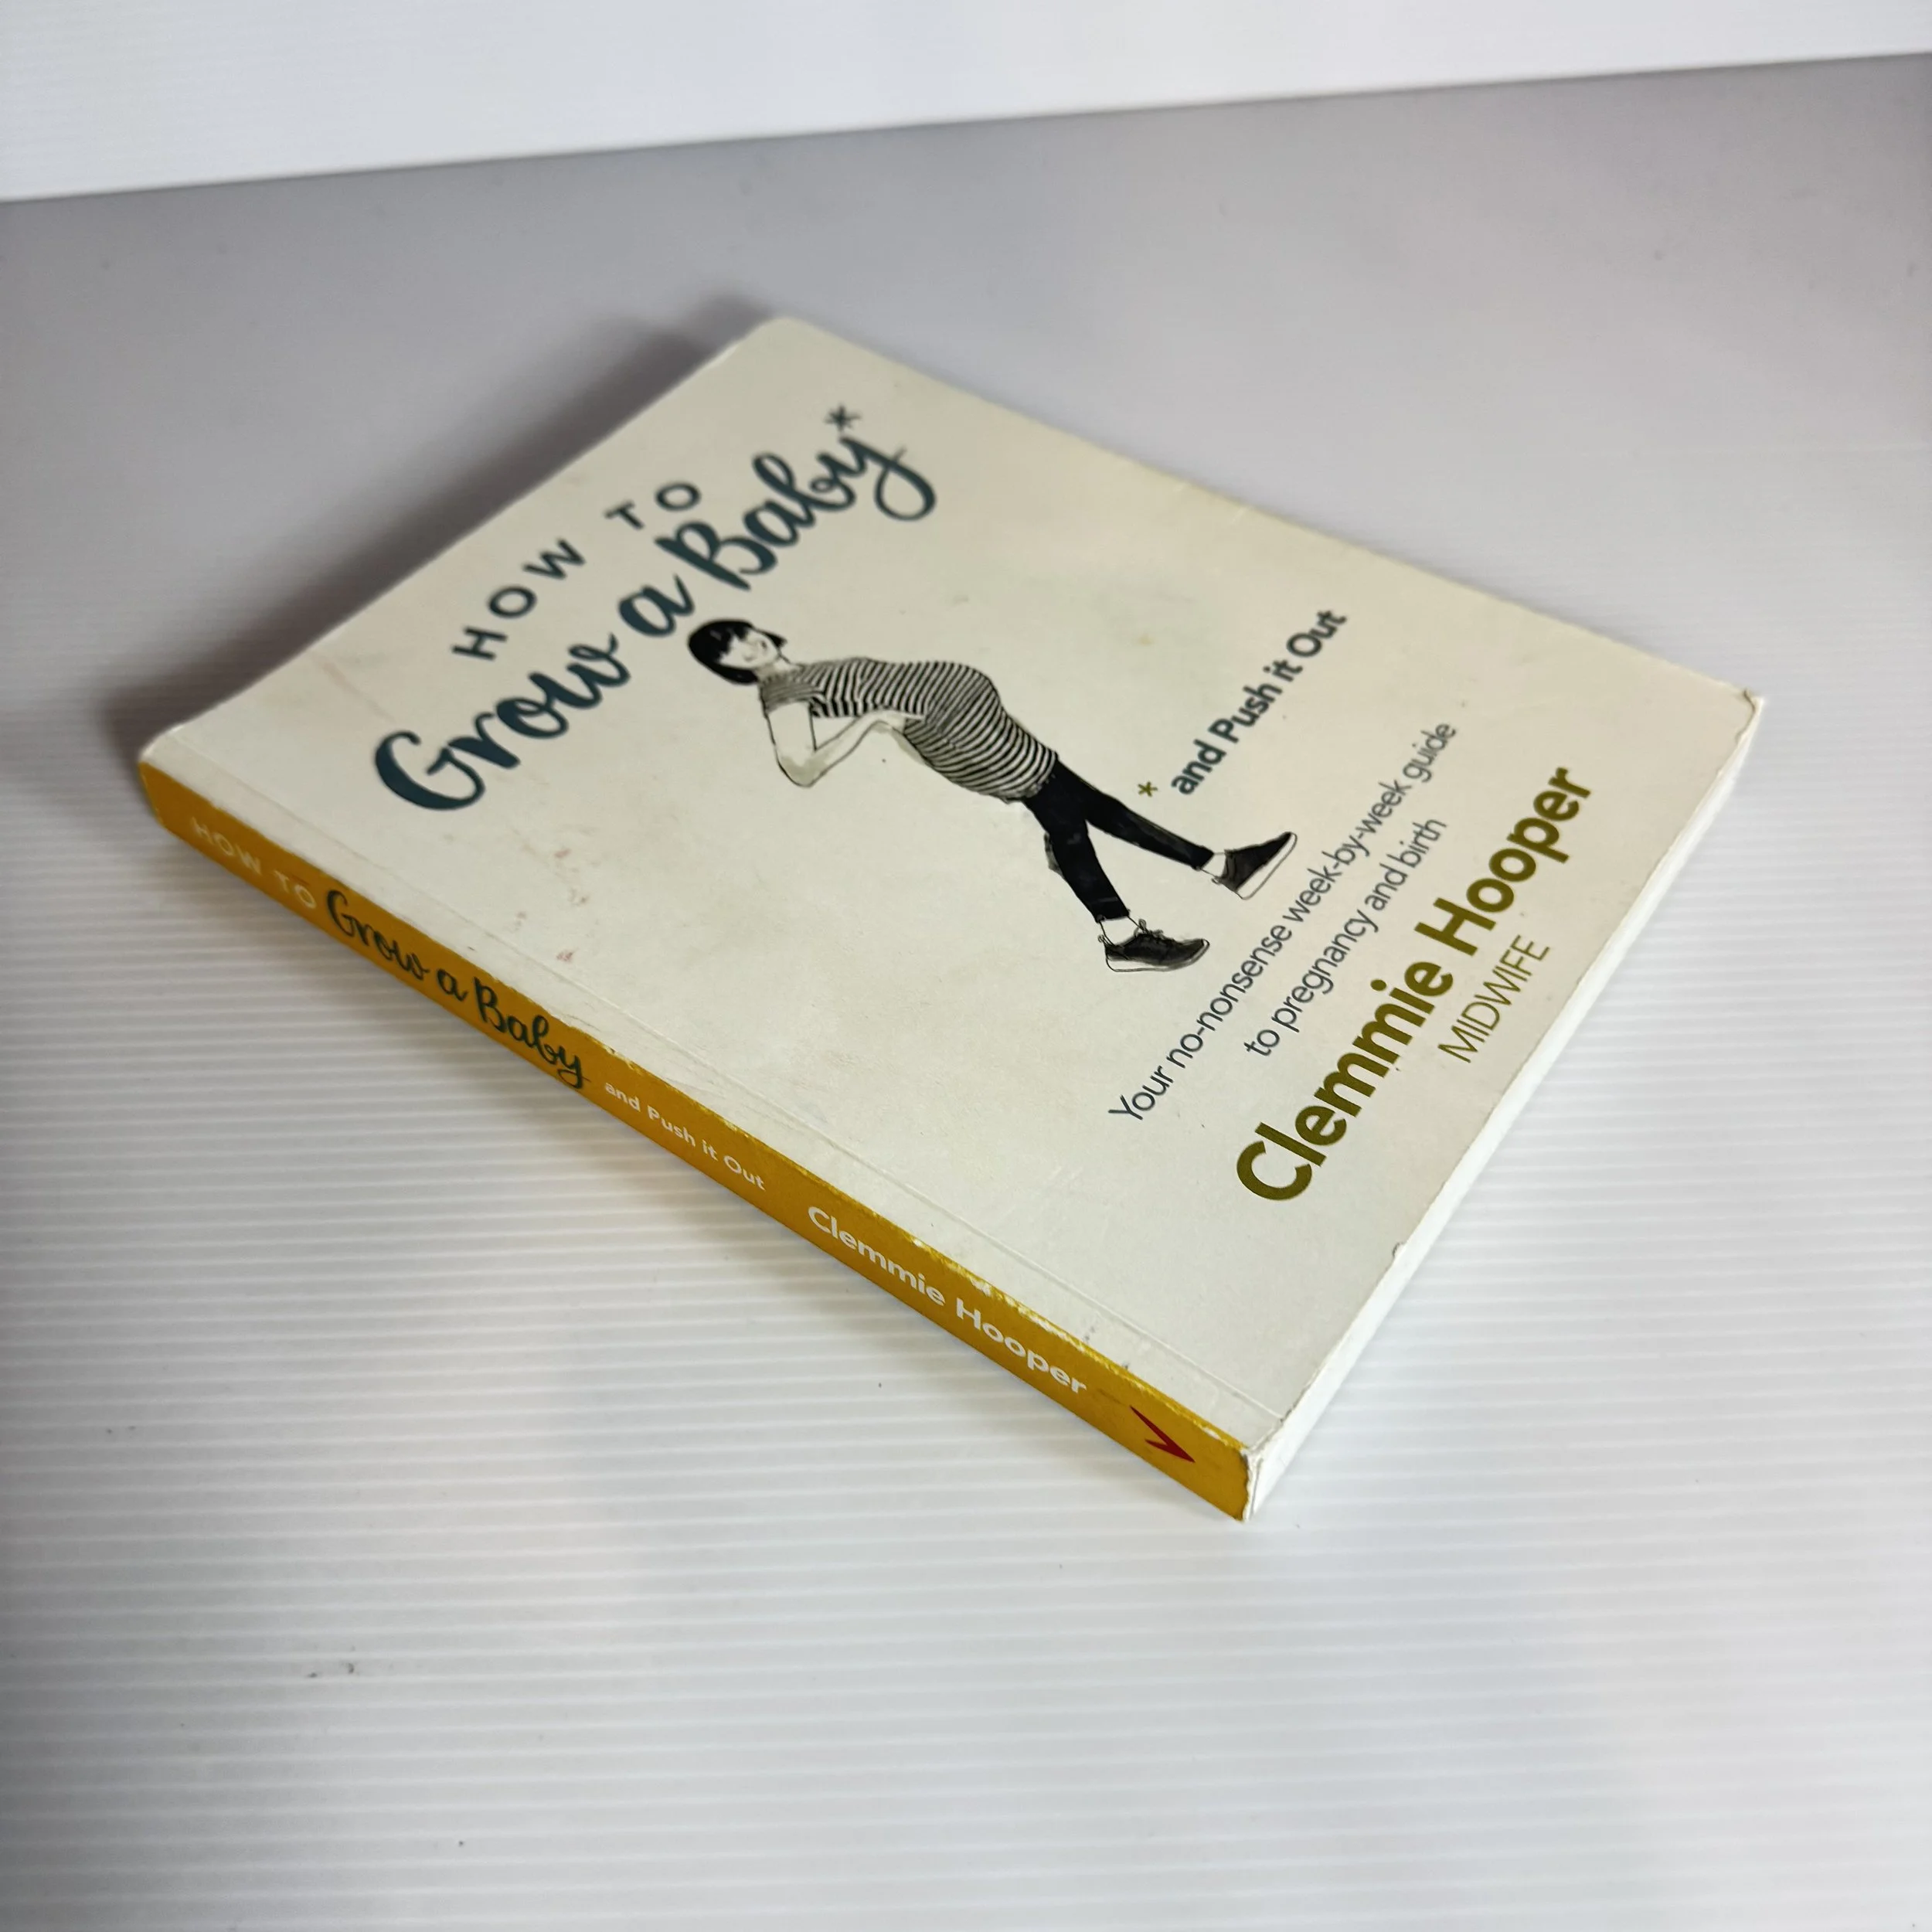 HOW TO
Grow a Baby*
* and Push it Out
Your no-nonsense week-by-week guide
to pregnancy and birth
Clemmie Hooper
MIDWIFE
HOW TO Grow a Baby and Push it Out Clemmie Hooper